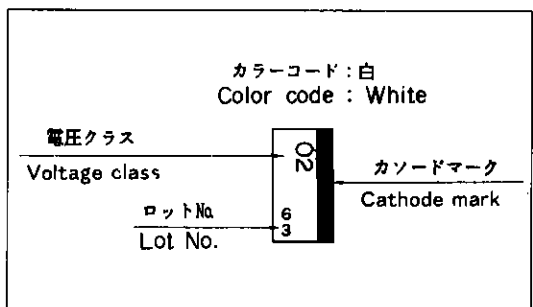 カラーコード：白
Color code : White
電圧クラス
Voltage class
02
カソードマーク
Cathode mark
ロットNo.
Lot No.
6
3